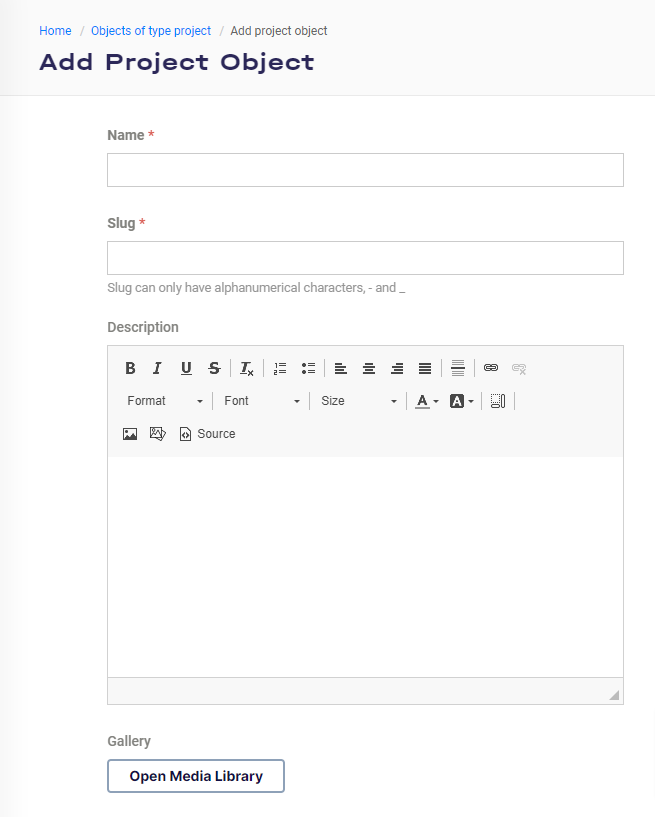 Home / Objects of type project / Add project object
Add Project Object
Name *
Slug *
Slug can only have alphanumerical characters, - and _
Description
B I U S Tx
Format Font Size A A
Source
Gallery
Open Media Library